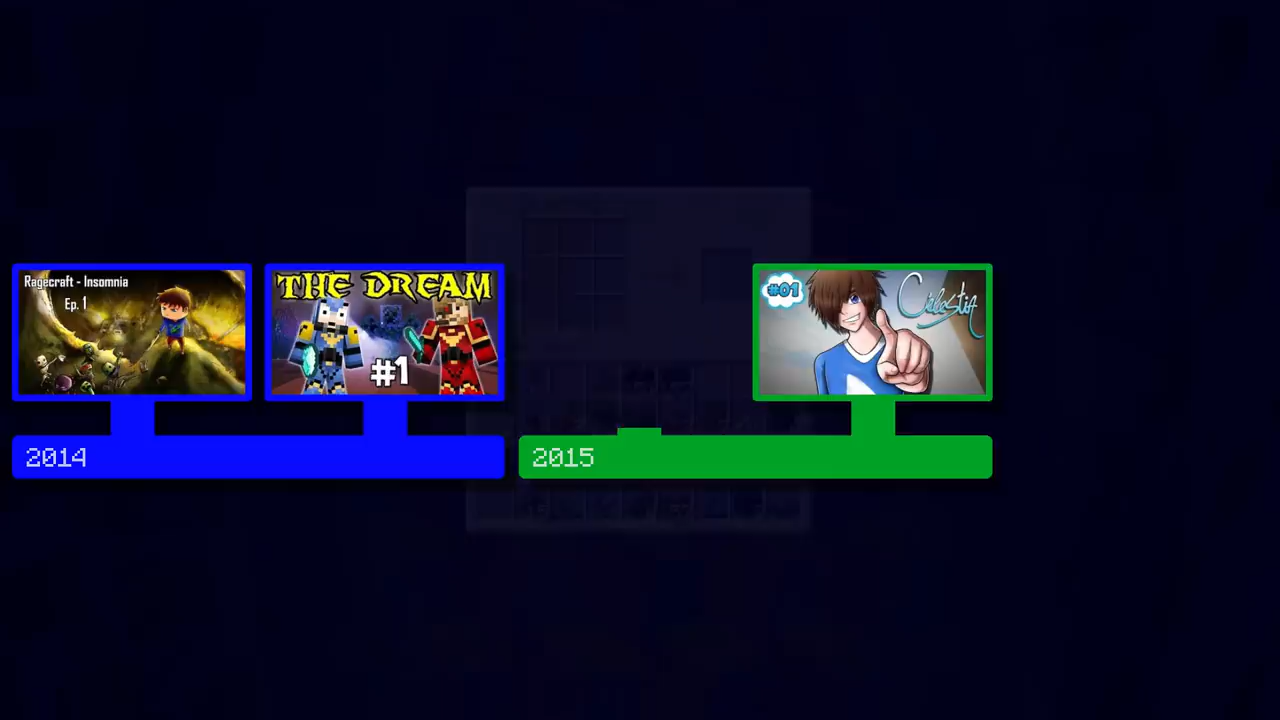 Ragecraft - Insomnia
Ep. 1
THE DREAM
#1
#01
Celestia
2014
2015